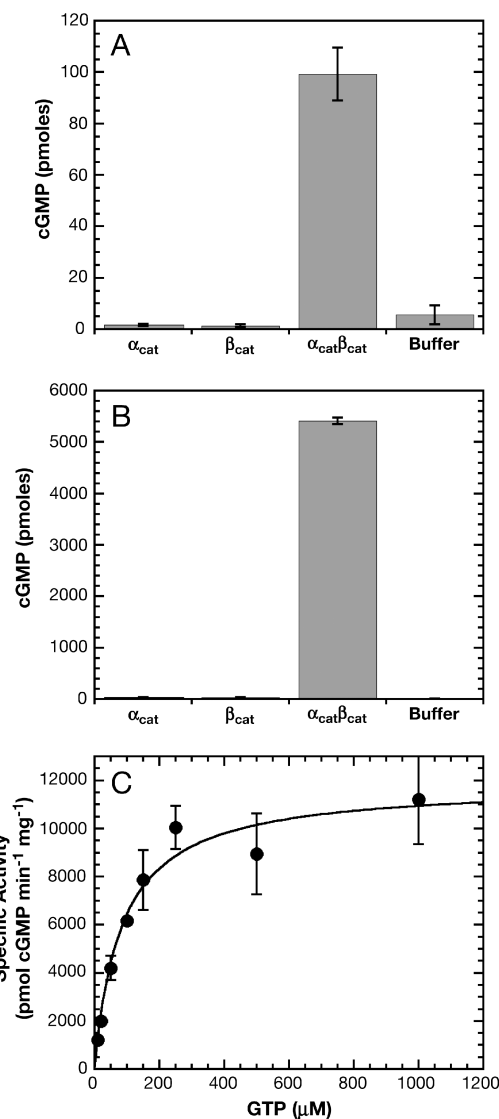 A
120
100
80
60
40
20
0
cGMP (pmoles)
αcat βcat αcatβcat Buffer
B
6000
5000
4000
3000
2000
1000
0
cGMP (pmoles)
αcat βcat αcatβcat Buffer
C
12000
10000
8000
6000
4000
2000
0
Specific Activity
(pmol cGMP min-1 mg-1)
0 200 400 600 800 1000 1200
GTP (μM)